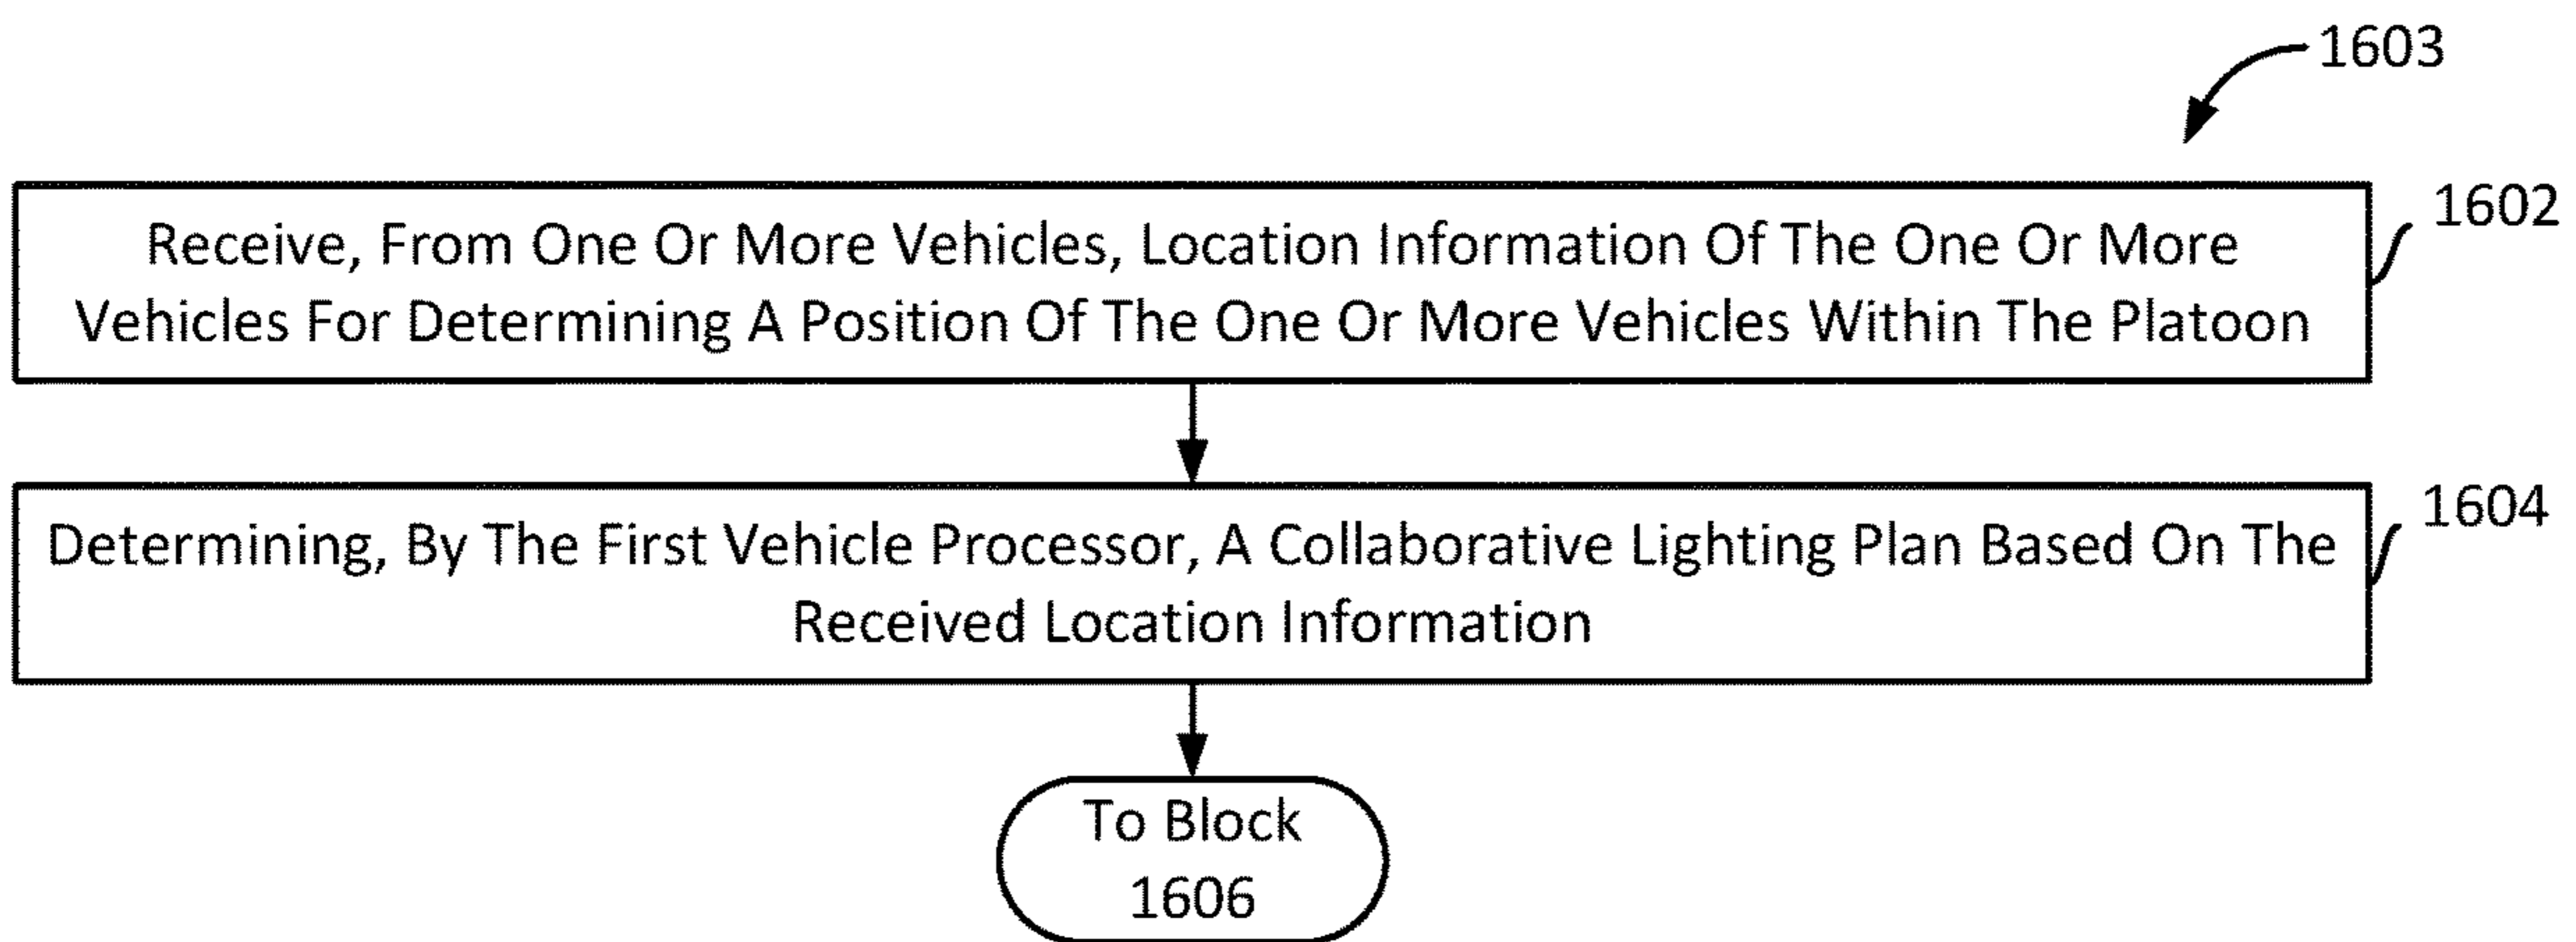 1603
Receive, From One Or More Vehicles, Location Information Of The One Or More
Vehicles For Determining A Position Of The One Or More Vehicles Within The Platoon
1602
Determining, By The First Vehicle Processor, A Collaborative Lighting Plan Based On The
Received Location Information
1604
To Block
1606